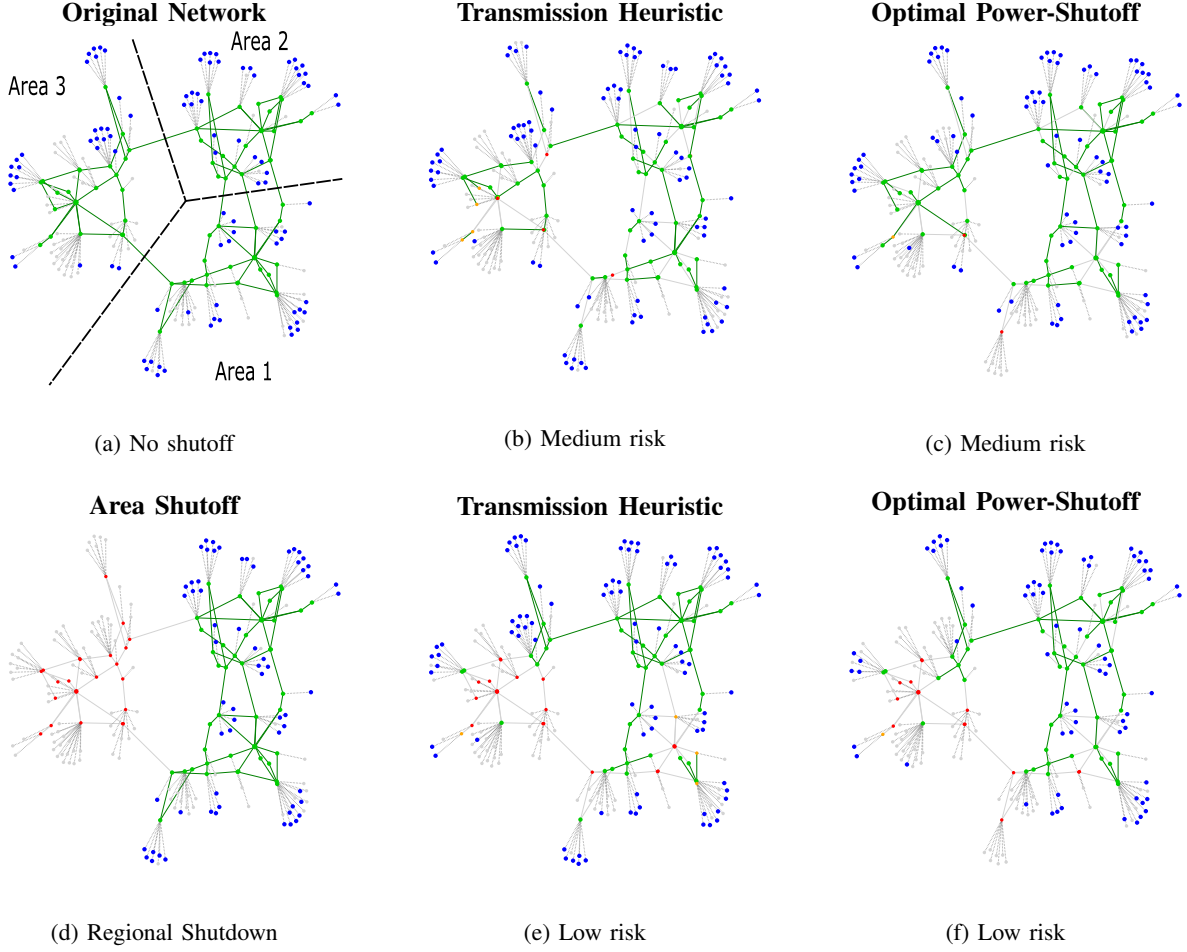 Original Network
Transmission Heuristic
Optimal Power-Shutoff
Area 2
Area 3
Area 1
(a) No shutoff
(b) Medium risk
(c) Medium risk
Area Shutoff
Transmission Heuristic
Optimal Power-Shutoff
(d) Regional Shutdown
(e) Low risk
(f) Low risk